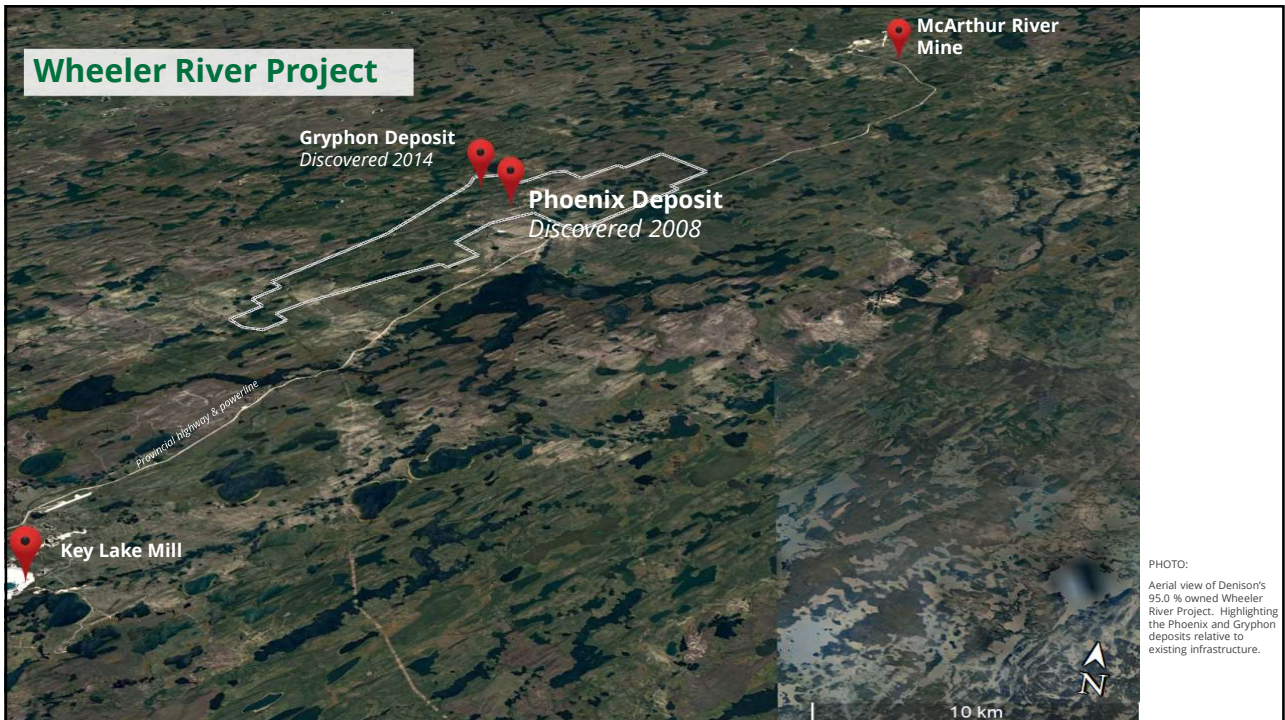 Wheeler River Project
McArthur River
Mine
Gryphon Deposit
Discovered 2014
Phoenix Deposit
Discovered 2008
Provincial highway & powerline
Key Lake Mill
PHOTO:
Aerial view of Denison's
95.0 % owned Wheeler
River Project. Highlighting
the Phoenix and Gryphon
deposits relative to
existing infrastructure.
N
10 km